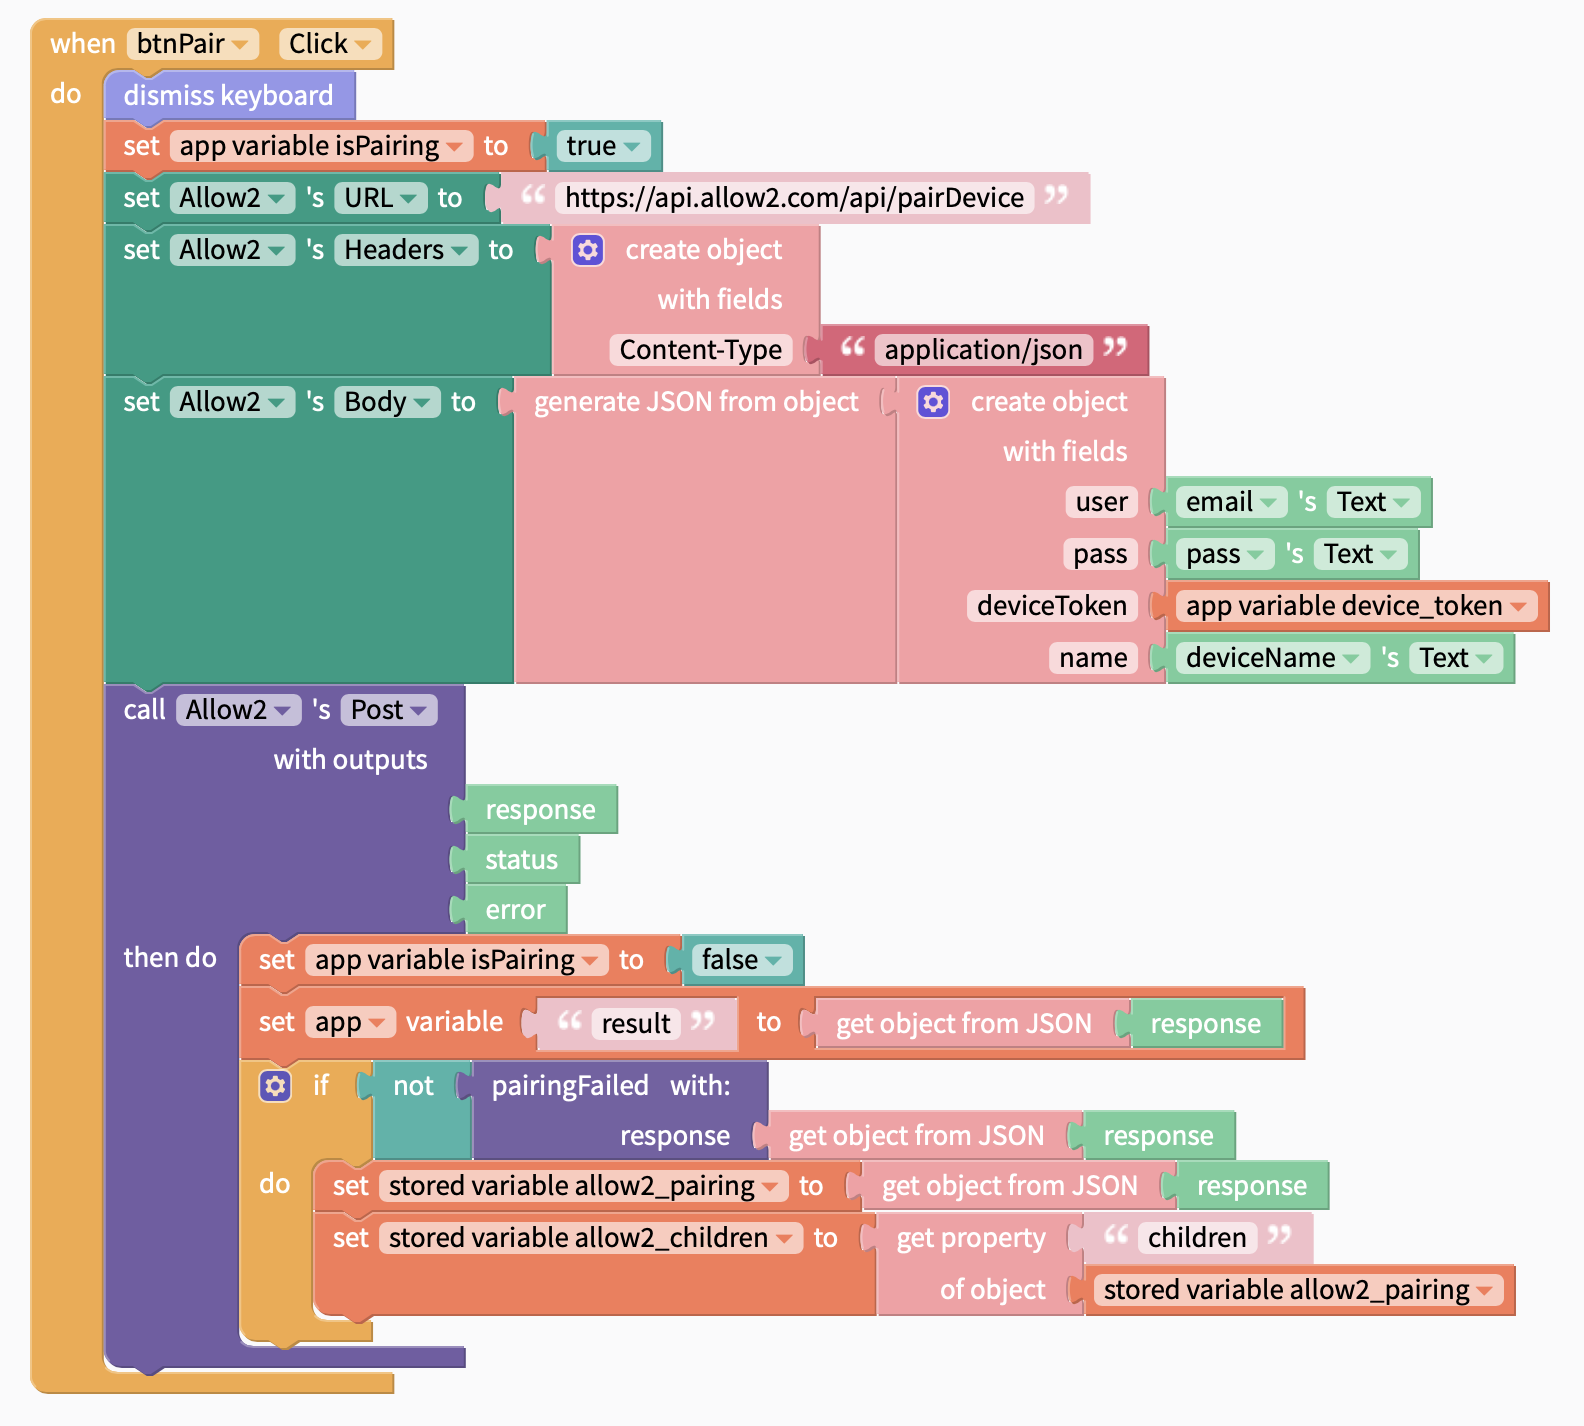 when btnPair Click
do dismiss keyboard
set app variable isPairing to true
set Allow2 's URL to “ https://api.allow2.com/api/pairDevice ”
set Allow2 's Headers to create object
with fields
Content-Type “ application/json ”
set Allow2 's Body to generate JSON from object create object
with fields
user email 's Text
pass pass 's Text
deviceToken app variable device_token
name deviceName 's Text
call Allow2 's Post
with outputs
response
status
error
then do set app variable isPairing to false
set app variable “ result ” to get object from JSON response
if not pairingFailed with:
response get object from JSON response
do set stored variable allow2_pairing to get object from JSON response
set stored variable allow2_children to get property “ children ”
of object stored variable allow2_pairing